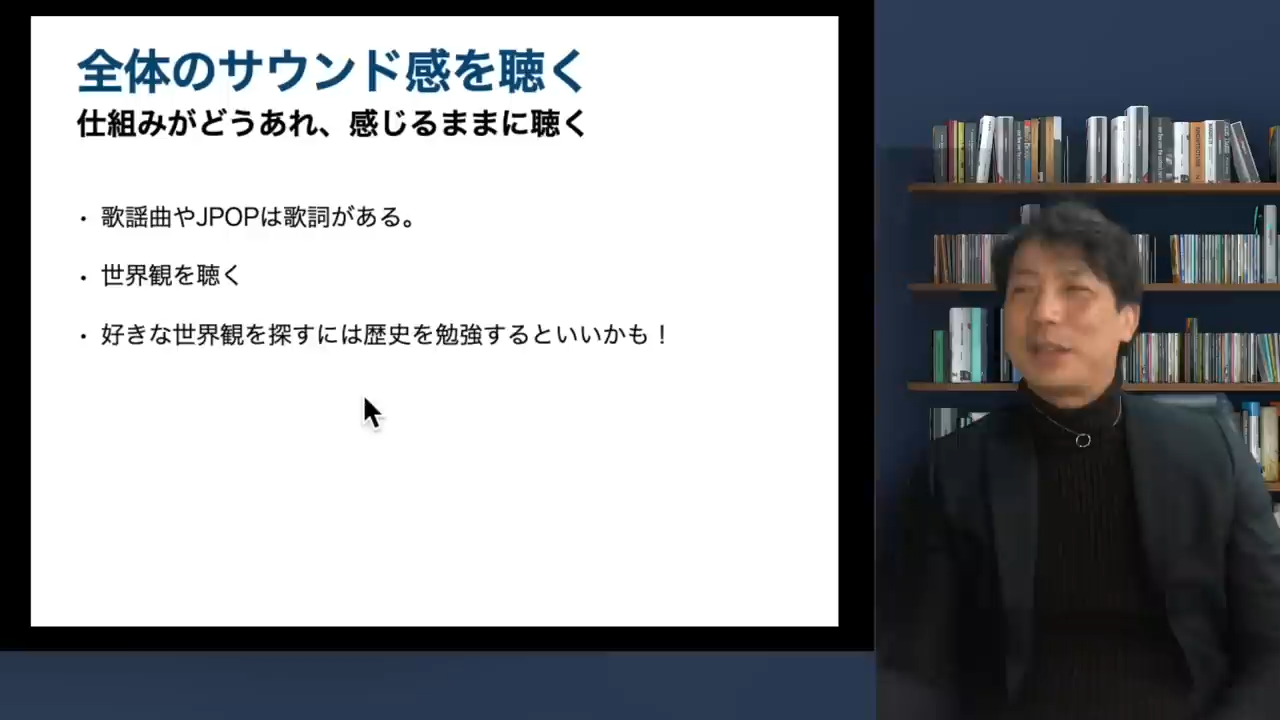 全体のサウンド感を聴く
仕組みがどうあれ、感じるままに聴く
・歌謡曲やJPOPは歌詞がある。
・世界観を聴く
・好きな世界観を探すには歴史を勉強するといいかも！